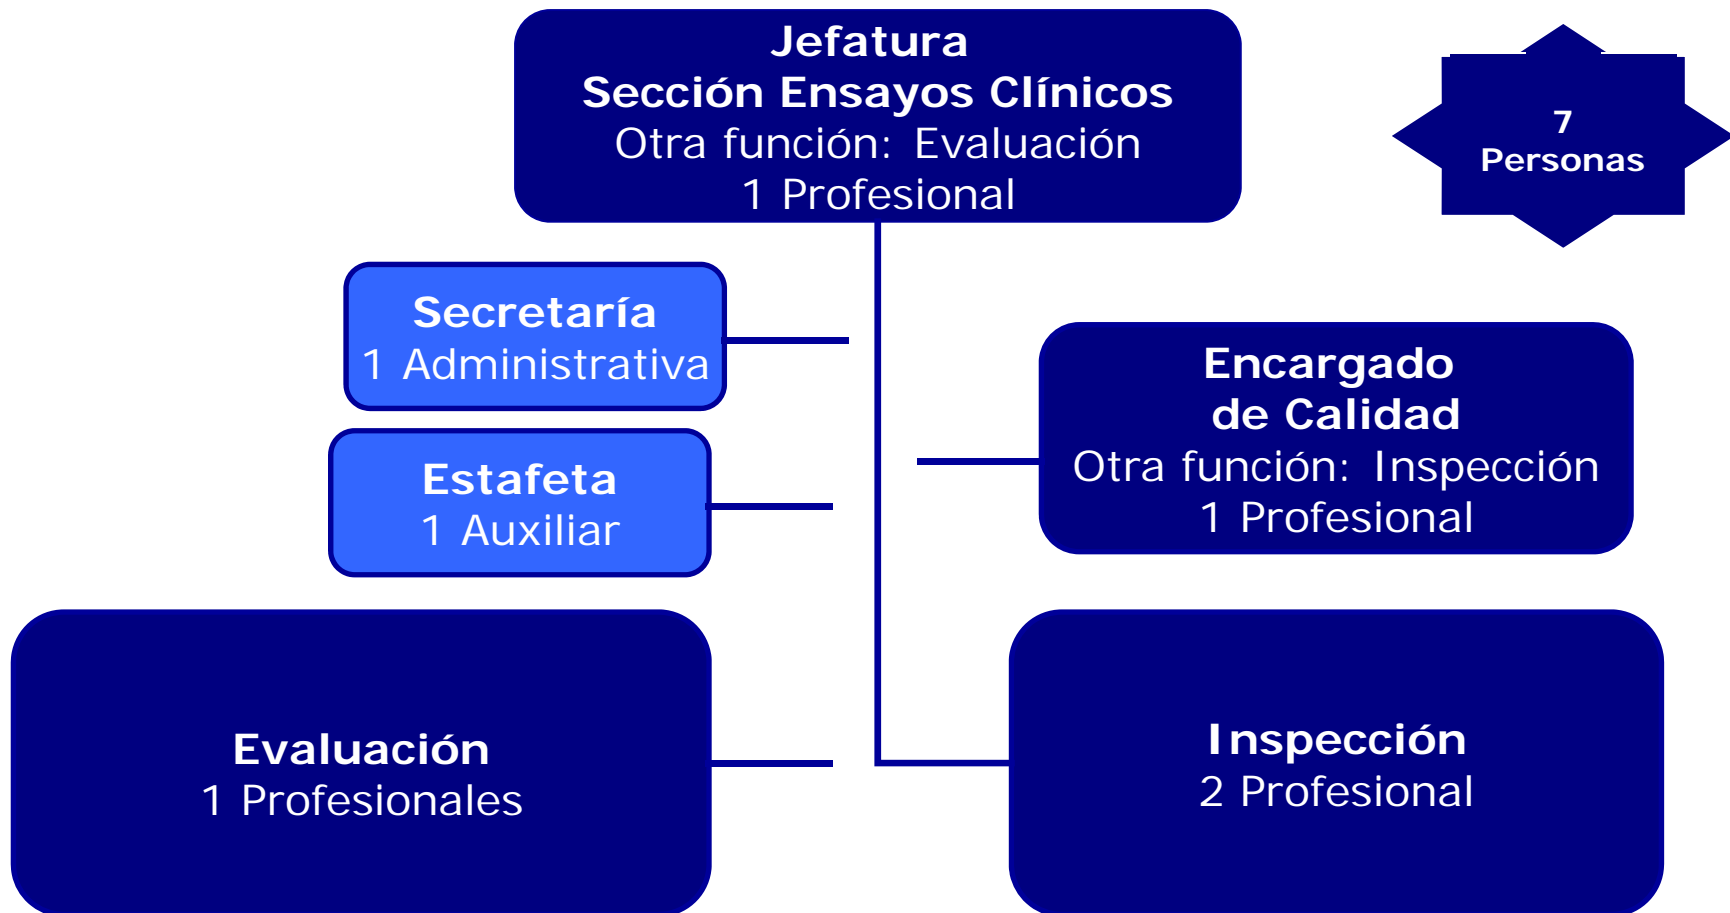 Jefatura
Sección Ensayos Clínicos
Otra función: Evaluación
1 Profesional
7
Personas
Secretaría
1 Administrativa
Encargado
de Calidad
Otra función: Inspección
1 Profesional
Estafeta
1 Auxiliar
Evaluación
1 Profesionales
Inspección
2 Profesional